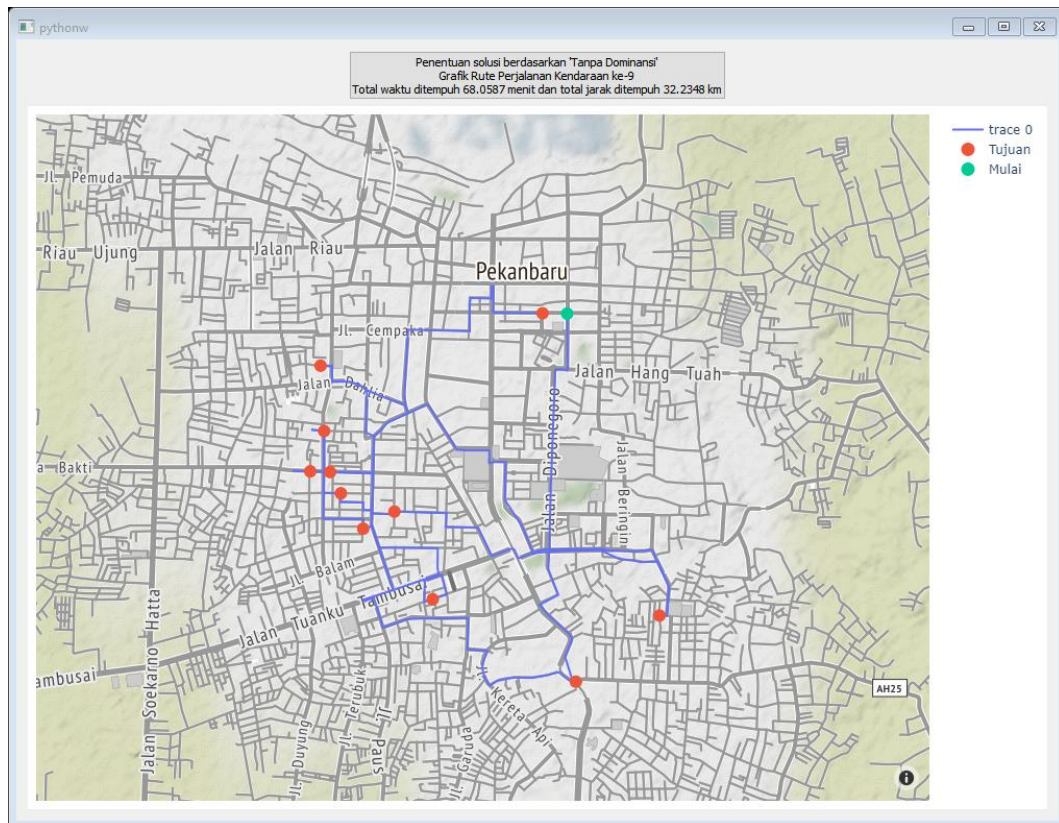 pythonw
Penentuan solusi berdasarkan 'Tanpa Dominansi'
Grafik Rute Perjalanan Kendaraan ke-9
Total waktu ditempuh 68.0587 menit dan total jarak ditempuh 32.2348 km
trace 0
Tujuan
Mulai
Jl. Pemuda
Riau Ujung
Jalan Riau
Pekanbaru
Jl. Cempaka
Jalan Dahlia
Jalan Hang Tuah
Jalan Diponegoro
Jalan Beringin
a Bakti
Jl. Balam
Jalan Tuanku Tambusai
ambusai
Jalan Soekarno Hatta
Jl. Duyung
Jl. Terubuk
Jl. Paus
Garuda
Jl. Kereta Api
AH25